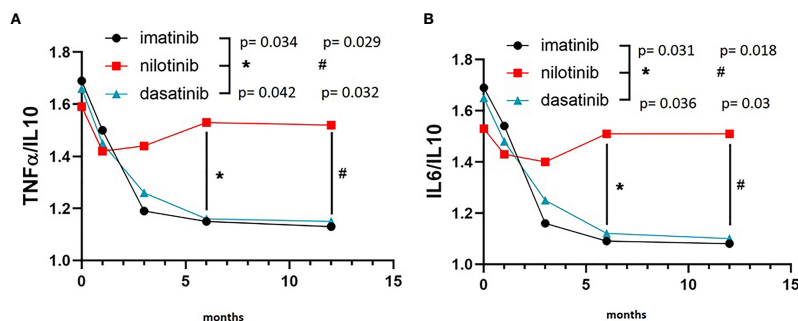 A
imatinib
nilotinib
dasatinib
p= 0.034 p= 0.029
* #
p= 0.042 p= 0.032
TNFα/IL10
1.8
1.6
1.4
1.2
1.0
* #
0 5 10 15
months
B
imatinib
nilotinib
dasatinib
p= 0.031 p= 0.018
* #
p= 0.036 p= 0.03
IL6/IL10
1.8
1.6
1.4
1.2
1.0
* #
0 5 10 15
months